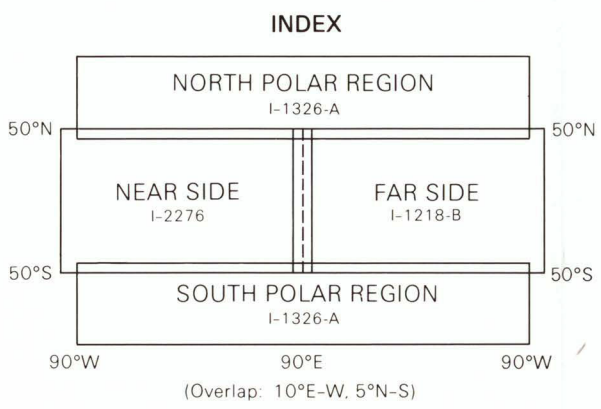 INDEX
NORTH POLAR REGION
I-1326-A
50°N
50°N
NEAR SIDE
I-2276
FAR SIDE
I-1218-B
50°S
50°S
SOUTH POLAR REGION
I-1326-A
90°W
90°E
90°W
(Overlap: 10°E-W, 5°N-S)